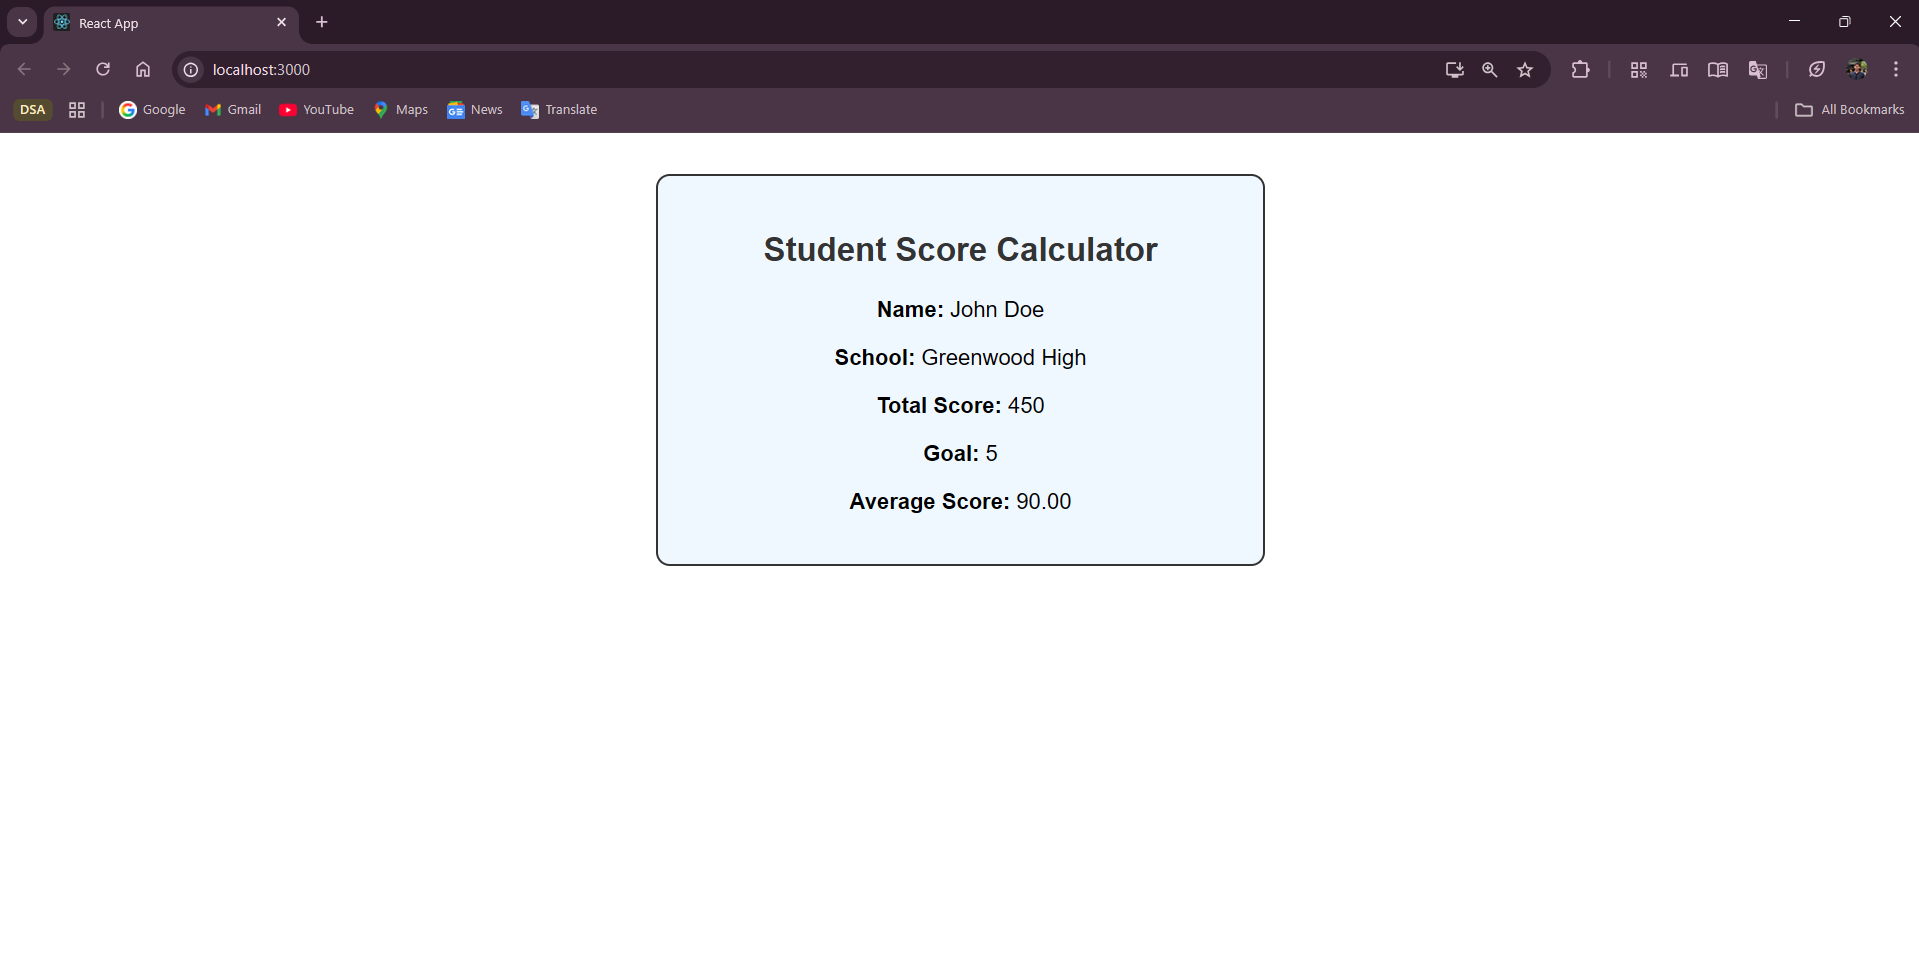 React App
localhost:3000
DSA Google Gmail YouTube Maps News Translate All Bookmarks
Student Score Calculator
Name: John Doe
School: Greenwood High
Total Score: 450
Goal: 5
Average Score: 90.00